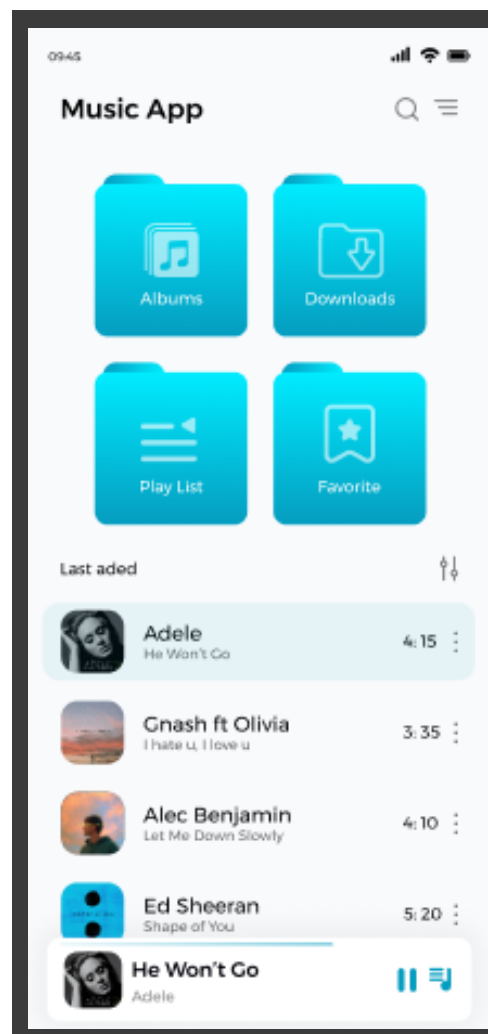 09:45
Music App
Albums
Downloads
Play List
Favorite
Last aded
Adele
He Won't Go
4: 15
Gnash ft Olivia
I hate u, I love u
3: 35
Alec Benjamin
Let Me Down Slowly
4: 10
Ed Sheeran
Shape of You
5: 20
He Won't Go
Adele